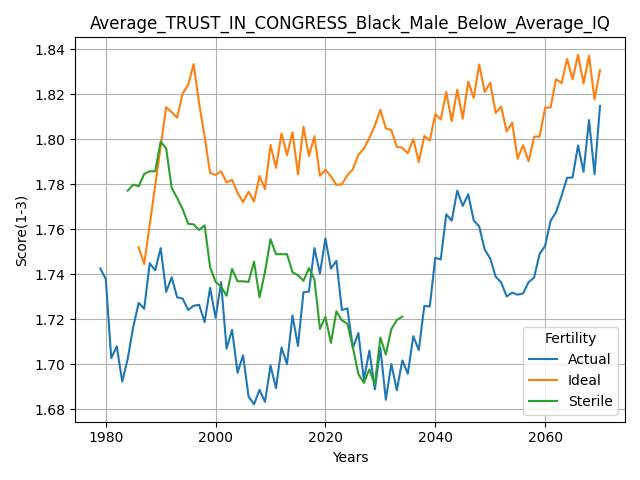 Average_TRUST_IN_CONGRESS_Black_Male_Below_Average_IQ
1.84
1.82
1.80
1.78
1.76
1.74
1.72
1.70
1.68
Score(1-3)
1980
2000
2020
2040
2060
Years
Fertility
Actual
Ideal
Sterile